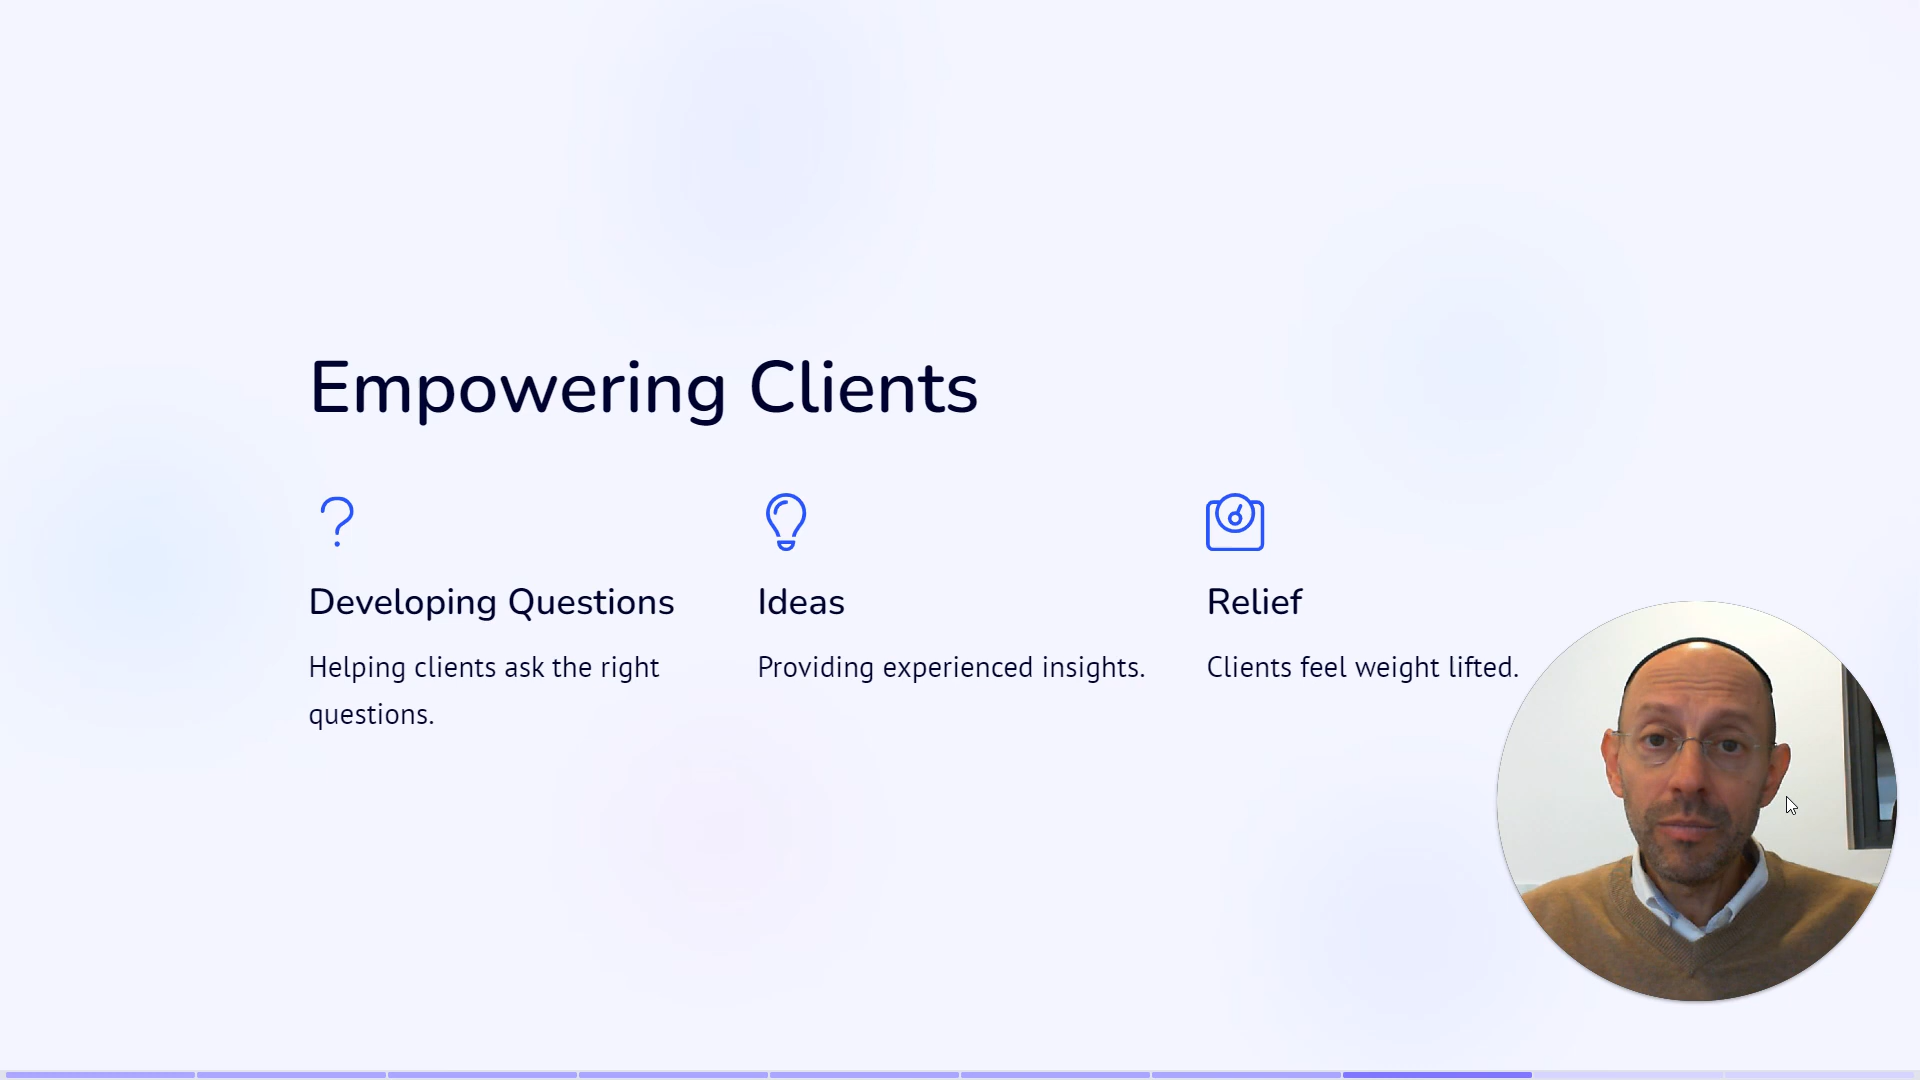 Empowering Clients
Developing Questions
Helping clients ask the right
questions.
Ideas
Providing experienced insights.
Relief
Clients feel weight lifted.